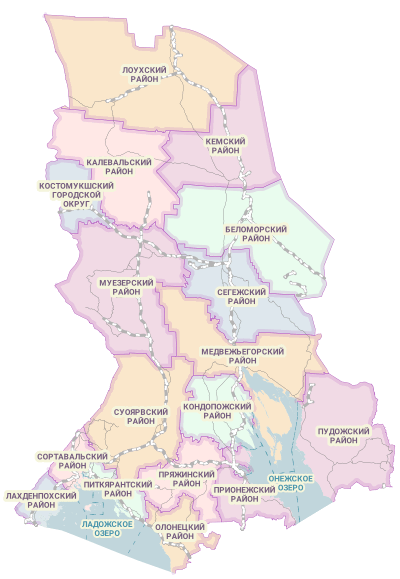 ЛОУХСКИЙ
РАЙОН
КЕМСКИЙ
РАЙОН
КАЛЕВАЛЬСКИЙ
РАЙОН
КОСТОМУКШСКИЙ
ГОРОДСКОЙ
ОКРУГ
БЕЛОМОРСКИЙ
РАЙОН
МУЕЗЕРСКИЙ
РАЙОН
СЕГЕЖСКИЙ
РАЙОН
МЕДВЕЖЬЕГОРСКИЙ
РАЙОН
СУОЯРВСКИЙ
РАЙОН
КОНДОПОЖСКИЙ
РАЙОН
ПУДОЖСКИЙ
РАЙОН
СОРТАВАЛЬСКИЙ
РАЙОН
ПИТКЯРАНТСКИЙ
РАЙОН
ПРЯЖИНСКИЙ
РАЙОН
ЛАХДЕНПОХСКИЙ
РАЙОН
ПРИОНЕЖСКИЙ
РАЙОН
ОНЕЖСКОЕ
ОЗЕРО
ЛАДОЖСКОЕ
ОЗЕРО
ОЛОНЕЦКИЙ
РАЙОН